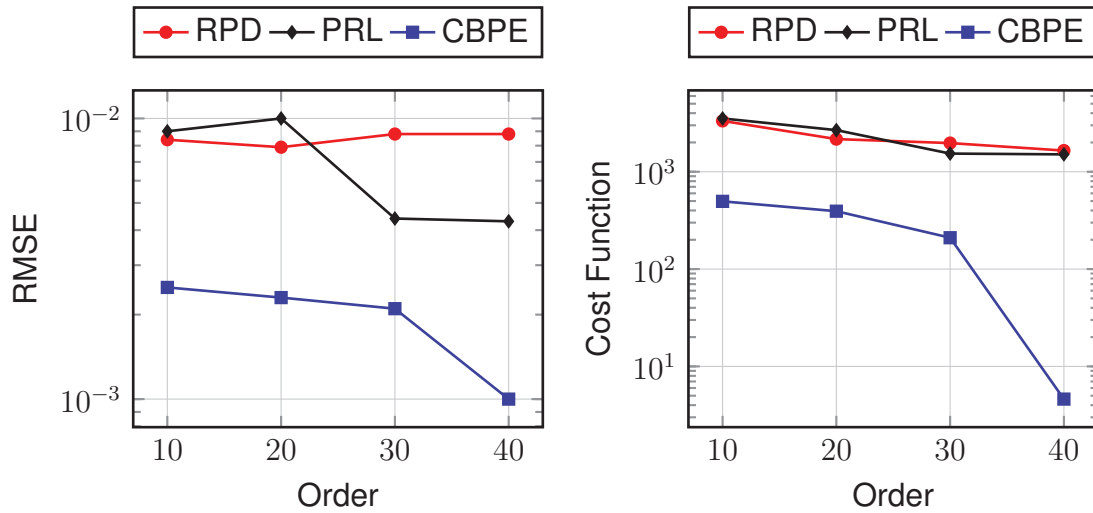 RPD PRL CBPE
10^{-2}
10^{-3}
RMSE
10 20 30 40
Order
RPD PRL CBPE
10^{3}
10^{2}
10^{1}
Cost Function
10 20 30 40
Order